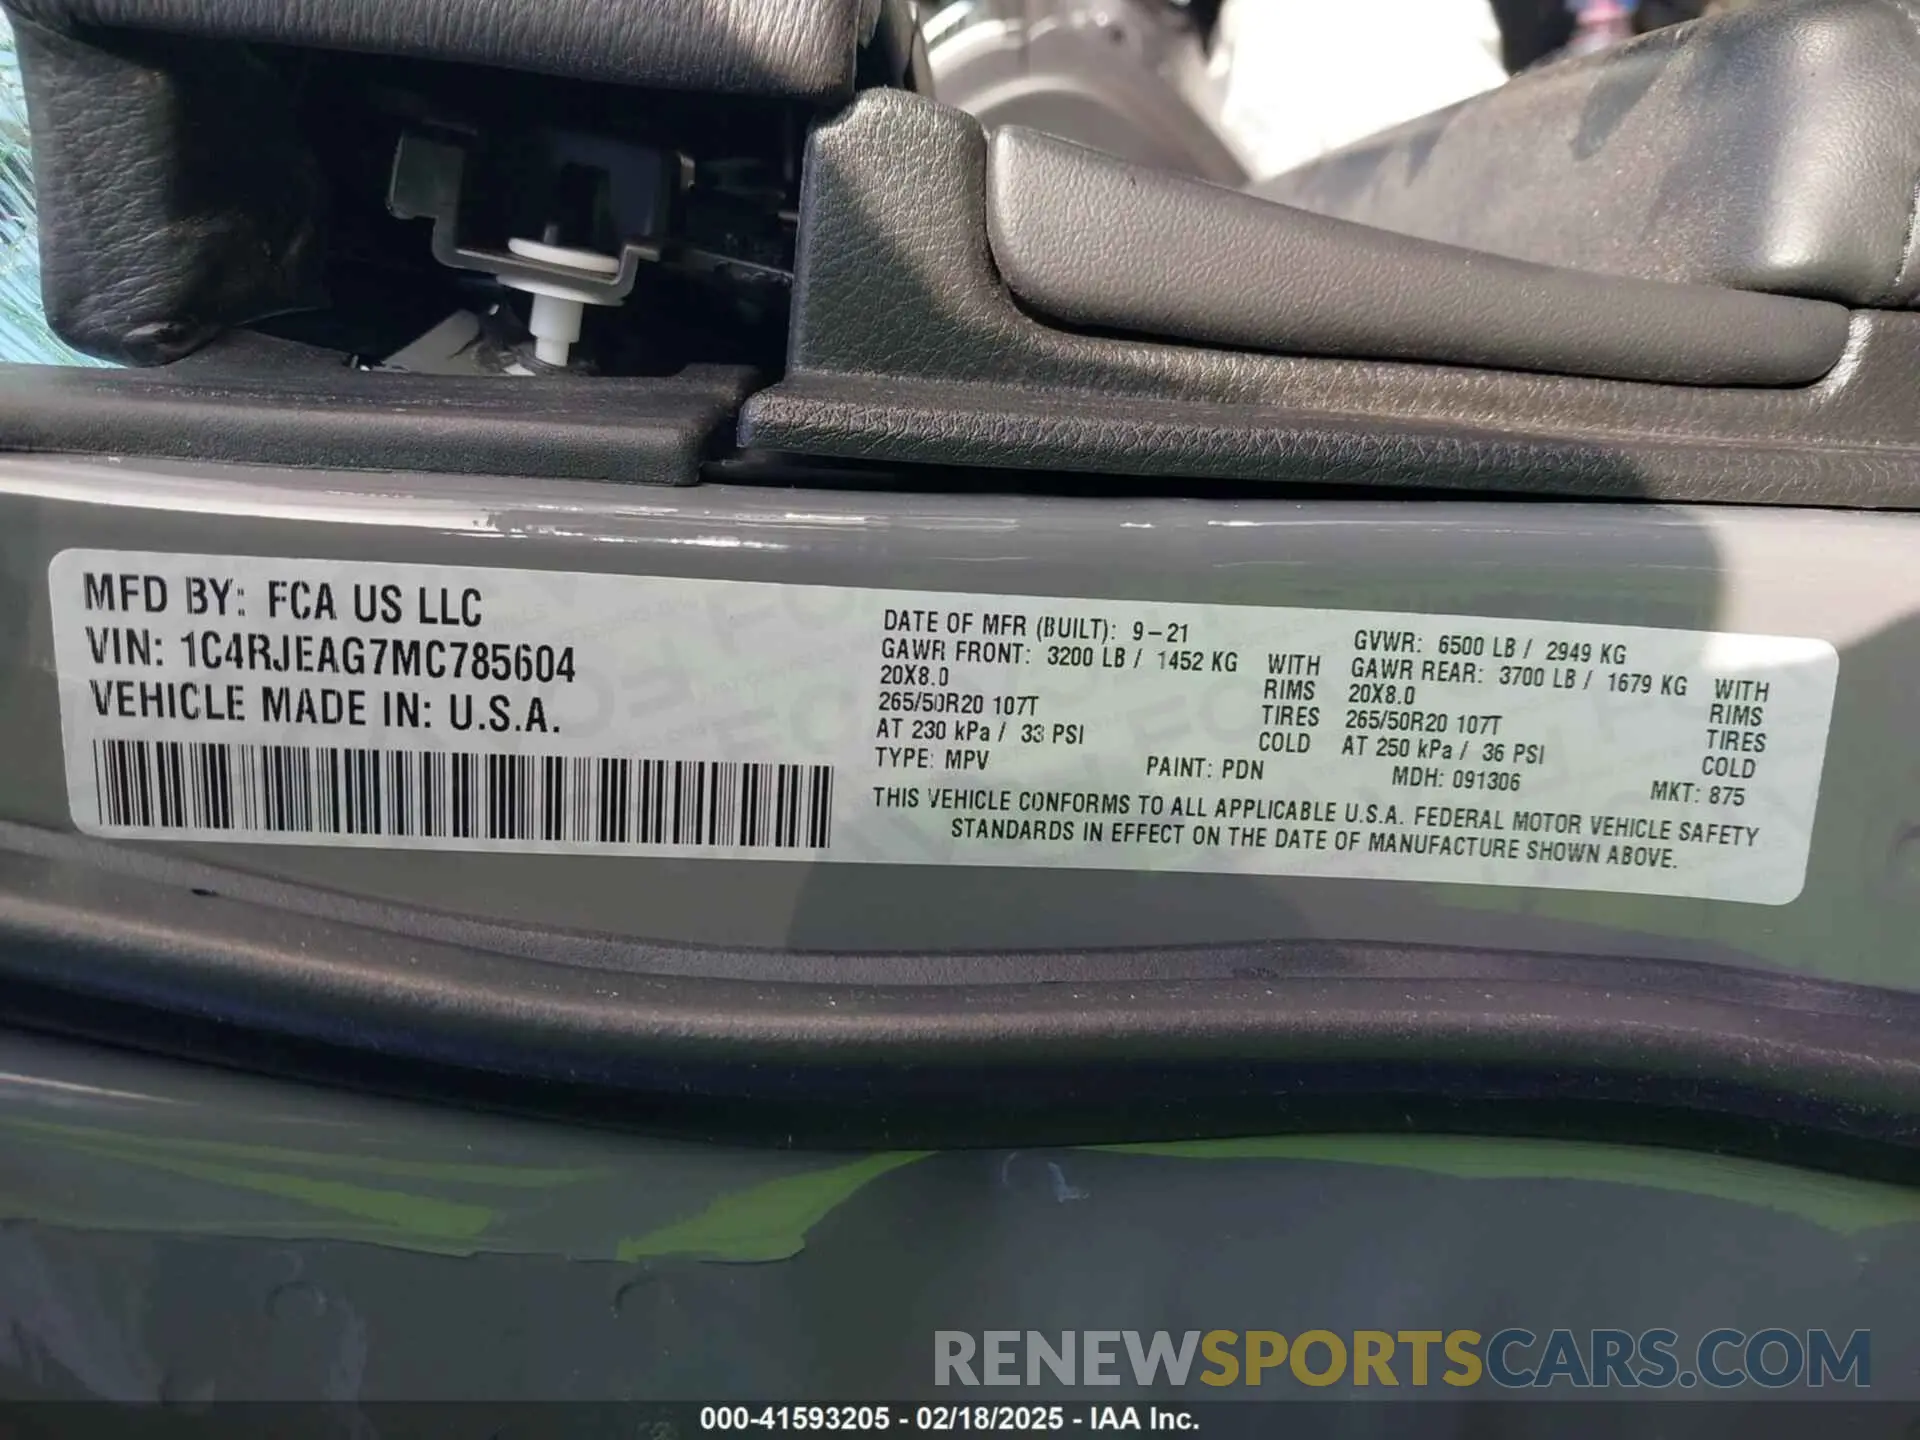 MFD BY: FCA US LLC
VIN: 1C4RJEAG7MC785604
VEHICLE MADE IN: U.S.A.
DATE OF MFR (BUILT): 9-21
GAWR FRONT: 3200 LB / 1452 KG WITH
20X8.0 RIMS
265/50R20 107T TIRES
AT 230 kPa / 33 PSI COLD
TYPE: MPV PAINT: PDN
GVWR: 6500 LB / 2949 KG
GAWR REAR: 3700 LB / 1679 KG WITH
20X8.0 RIMS
265/50R20 107T TIRES
AT 250 kPa / 36 PSI COLD
MDH: 091306 MKT: 875
THIS VEHICLE CONFORMS TO ALL APPLICABLE U.S.A. FEDERAL MOTOR VEHICLE SAFETY
STANDARDS IN EFFECT ON THE DATE OF MANUFACTURE SHOWN ABOVE.
RENEWSPORTSCARS.COM
000-41593205 - 02/18/2025 - IAA Inc.